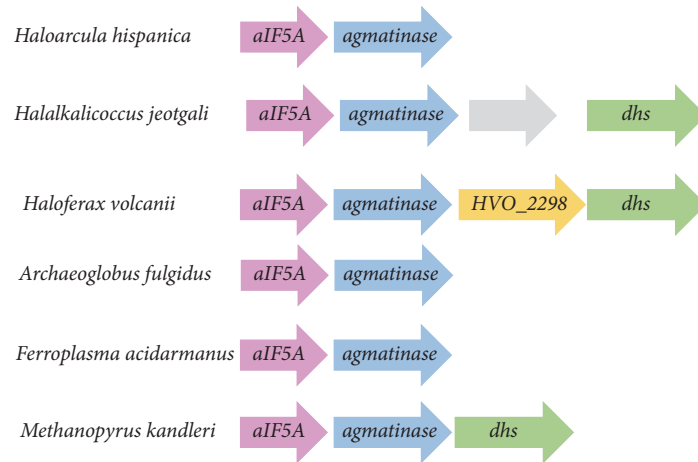 Haloarcula hispanica aIF5A agmatinase
Halalkalicoccus jeotgali aIF5A agmatinase dhs
Haloferax volcanii aIF5A agmatinase HVO_2298 dhs
Archaeoglobus fulgidus aIF5A agmatinase
Ferroplasma acidarmanus aIF5A agmatinase
Methanopyrus kandleri aIF5A agmatinase dhs